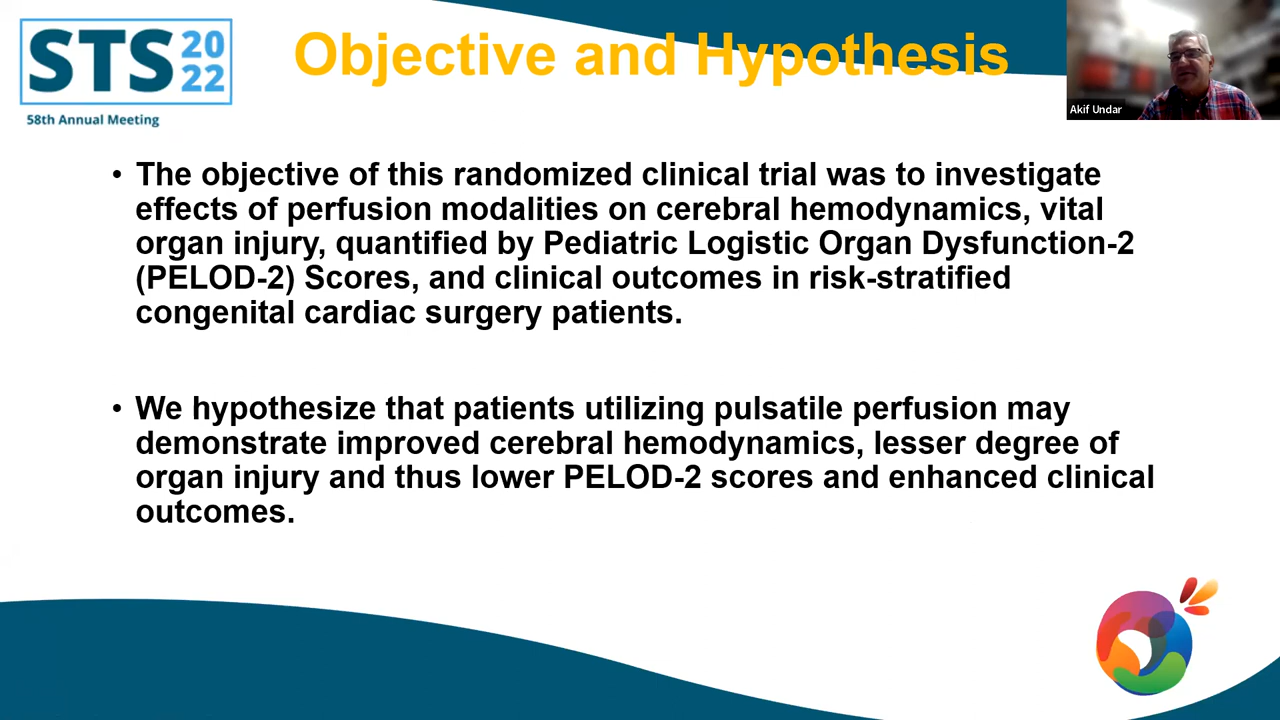 STS 20
22
58th Annual Meeting
Objective and Hypothesis
Akif Undar
• The objective of this randomized clinical trial was to investigate
effects of perfusion modalities on cerebral hemodynamics, vital
organ injury, quantified by Pediatric Logistic Organ Dysfunction-2
(PELOD-2) Scores, and clinical outcomes in risk-stratified
congenital cardiac surgery patients.
• We hypothesize that patients utilizing pulsatile perfusion may
demonstrate improved cerebral hemodynamics, lesser degree of
organ injury and thus lower PELOD-2 scores and enhanced clinical
outcomes.